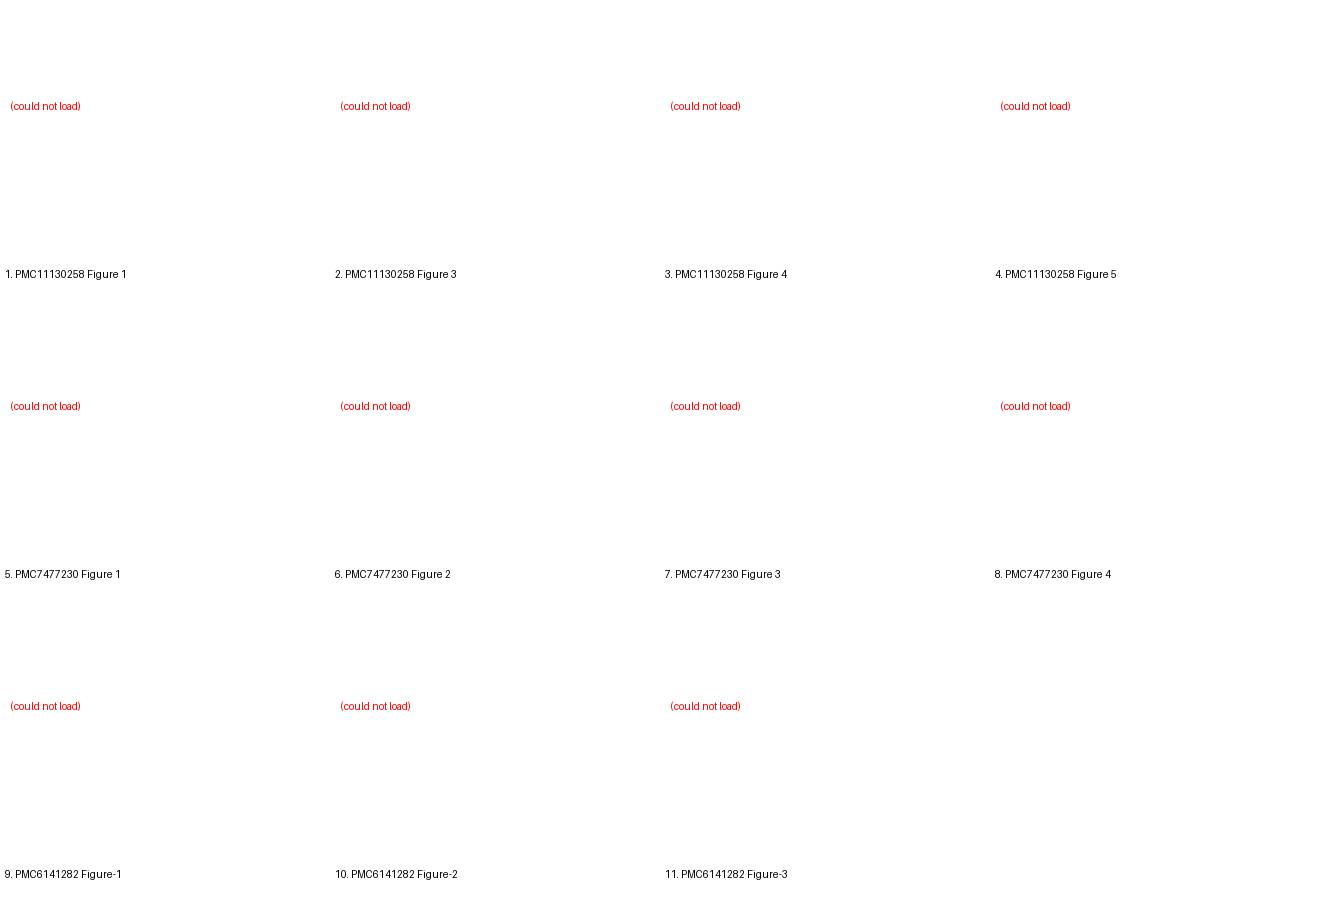 (could not load)
(could not load)
(could not load)
(could not load)
1. PMC11130258 Figure 1
2. PMC11130258 Figure 3
3. PMC11130258 Figure 4
4. PMC11130258 Figure 5
(could not load)
(could not load)
(could not load)
(could not load)
5. PMC7477230 Figure 1
6. PMC7477230 Figure 2
7. PMC7477230 Figure 3
8. PMC7477230 Figure 4
(could not load)
(could not load)
(could not load)
9. PMC6141282 Figure-1
10. PMC6141282 Figure-2
11. PMC6141282 Figure-3